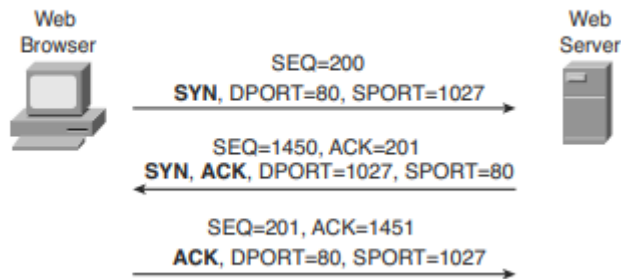 Web
Browser
Web
Server
SEQ=200
SYN, DPORT=80, SPORT=1027
SEQ=1450, ACK=201
SYN, ACK, DPORT=1027, SPORT=80
SEQ=201, ACK=1451
ACK, DPORT=80, SPORT=1027